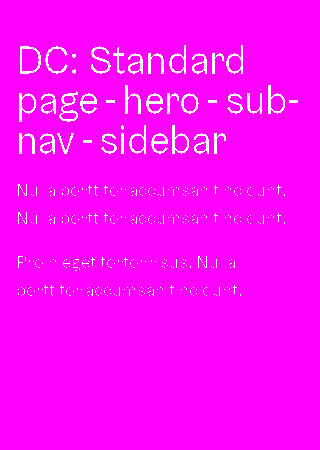 DC: Standard
page - hero - sub-
nav - sidebar
Nulla porttitor accumsan tincidunt.
Nulla porttitor accumsan tincidunt.
Proin eget tortor risus. Nulla
porttitor accumsan tincidunt.